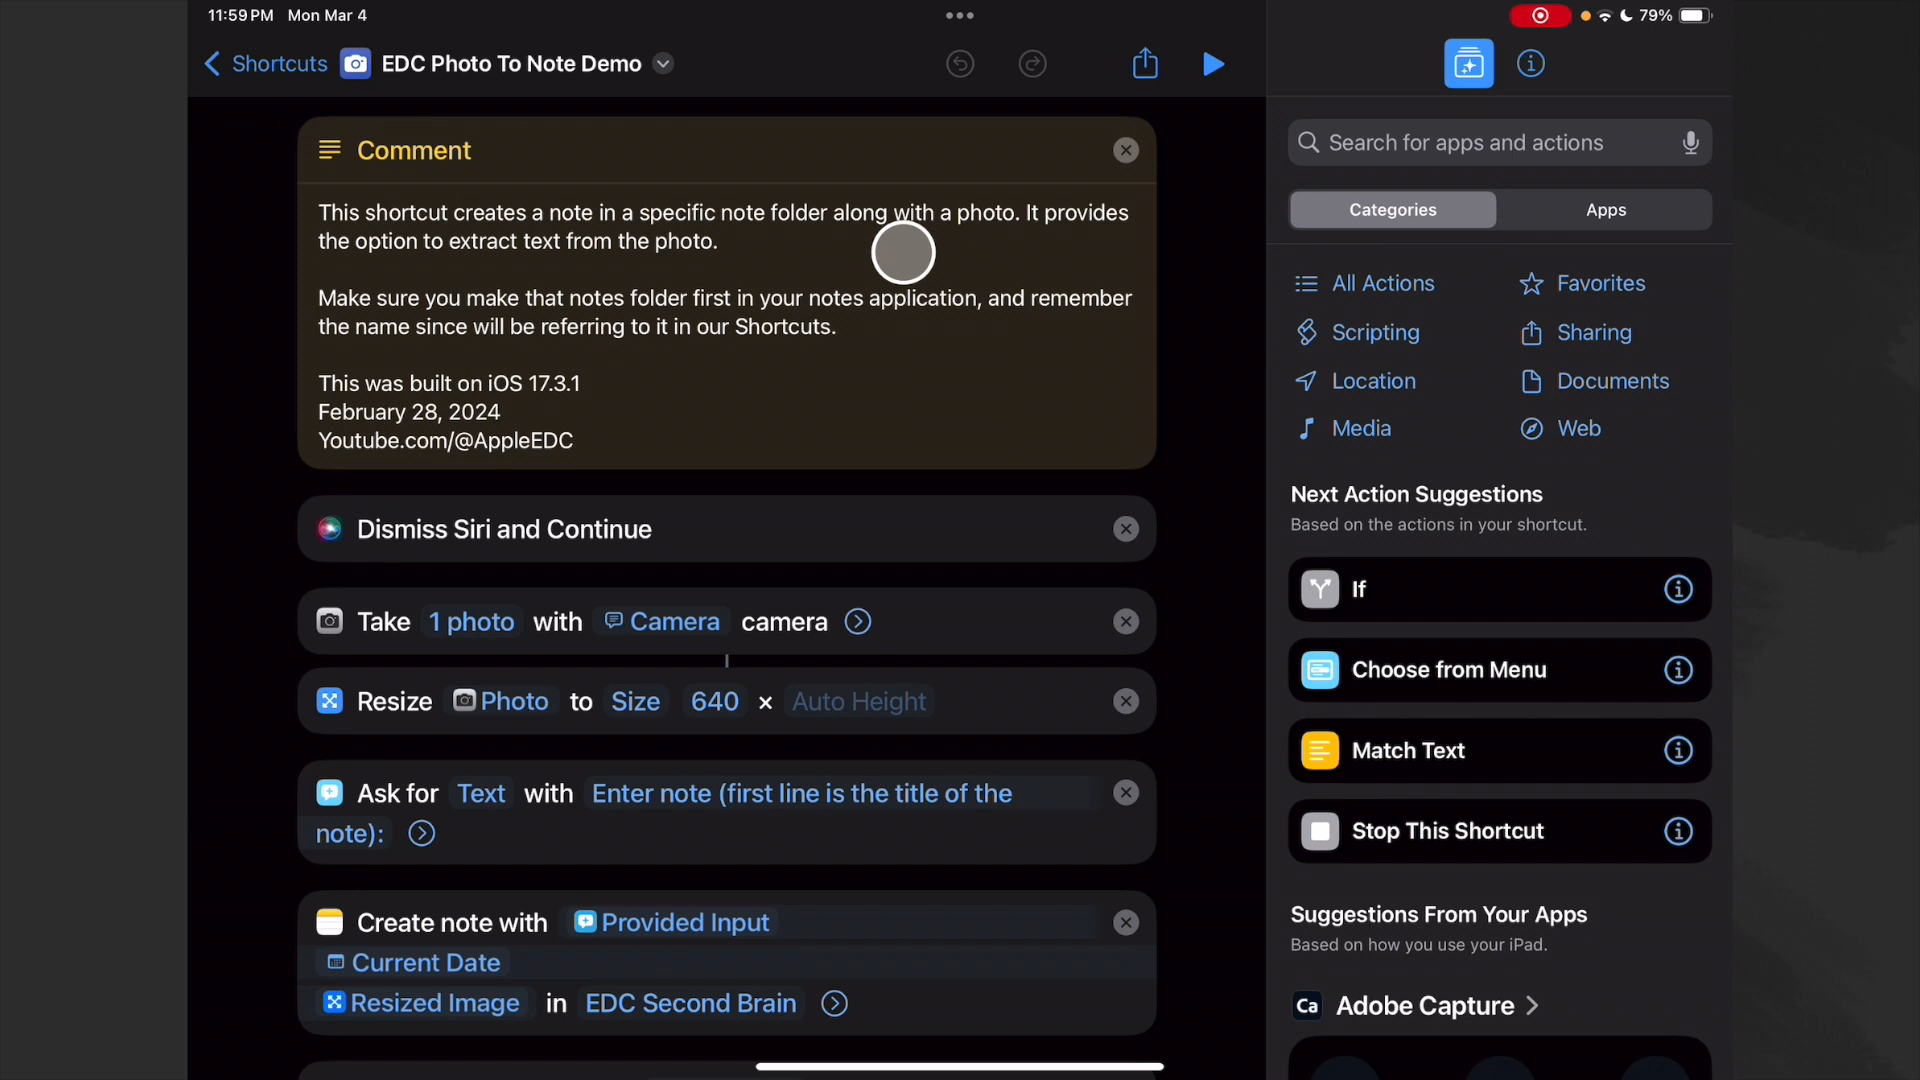 11:59 PM Mon Mar 4
79%
Shortcuts
EDC Photo To Note Demo
Comment
This shortcut creates a note in a specific note folder along with a photo. It provides
the option to extract text from the photo.
Make sure you make that notes folder first in your notes application, and remember
the name since will be referring to it in our Shortcuts.
This was built on iOS 17.3.1
February 28, 2024
Youtube.com/@AppleEDC
Dismiss Siri and Continue
Take 1 photo with Camera camera
Resize Photo to Size 640 × Auto Height
Ask for Text with Enter note (first line is the title of the
note):
Create note with Provided Input
Current Date
Resized Image in EDC Second Brain
Search for apps and actions
Categories Apps
All Actions Favorites
Scripting Sharing
Location Documents
Media Web
Next Action Suggestions
Based on the actions in your shortcut.
If
Choose from Menu
Match Text
Stop This Shortcut
Suggestions From Your Apps
Based on how you use your iPad.
Ca Adobe Capture